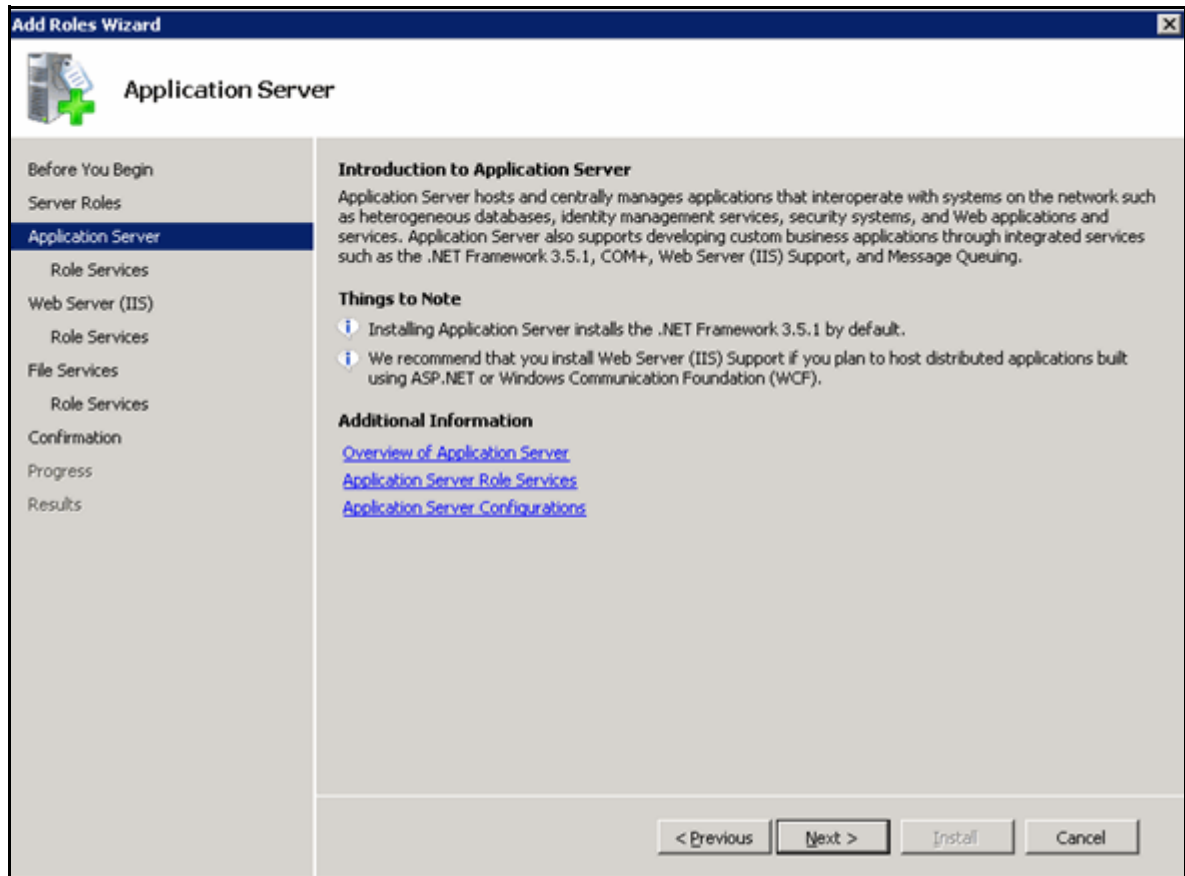 Add Roles Wizard
Application Server
Before You Begin
Server Roles
Application Server
Role Services
Web Server (IIS)
Role Services
File Services
Role Services
Confirmation
Progress
Results
Introduction to Application Server
Application Server hosts and centrally manages applications that interoperate with systems on the network such
as heterogeneous databases, identity management services, security systems, and Web applications and
services. Application Server also supports developing custom business applications through integrated services
such as the .NET Framework 3.5.1, COM+, Web Server (IIS) Support, and Message Queuing.
Things to Note
Installing Application Server installs the .NET Framework 3.5.1 by default.
We recommend that you install Web Server (IIS) Support if you plan to host distributed applications built
using ASP.NET or Windows Communication Foundation (WCF).
Additional Information
Overview of Application Server
Application Server Role Services
Application Server Configurations
< Previous Next > Install Cancel